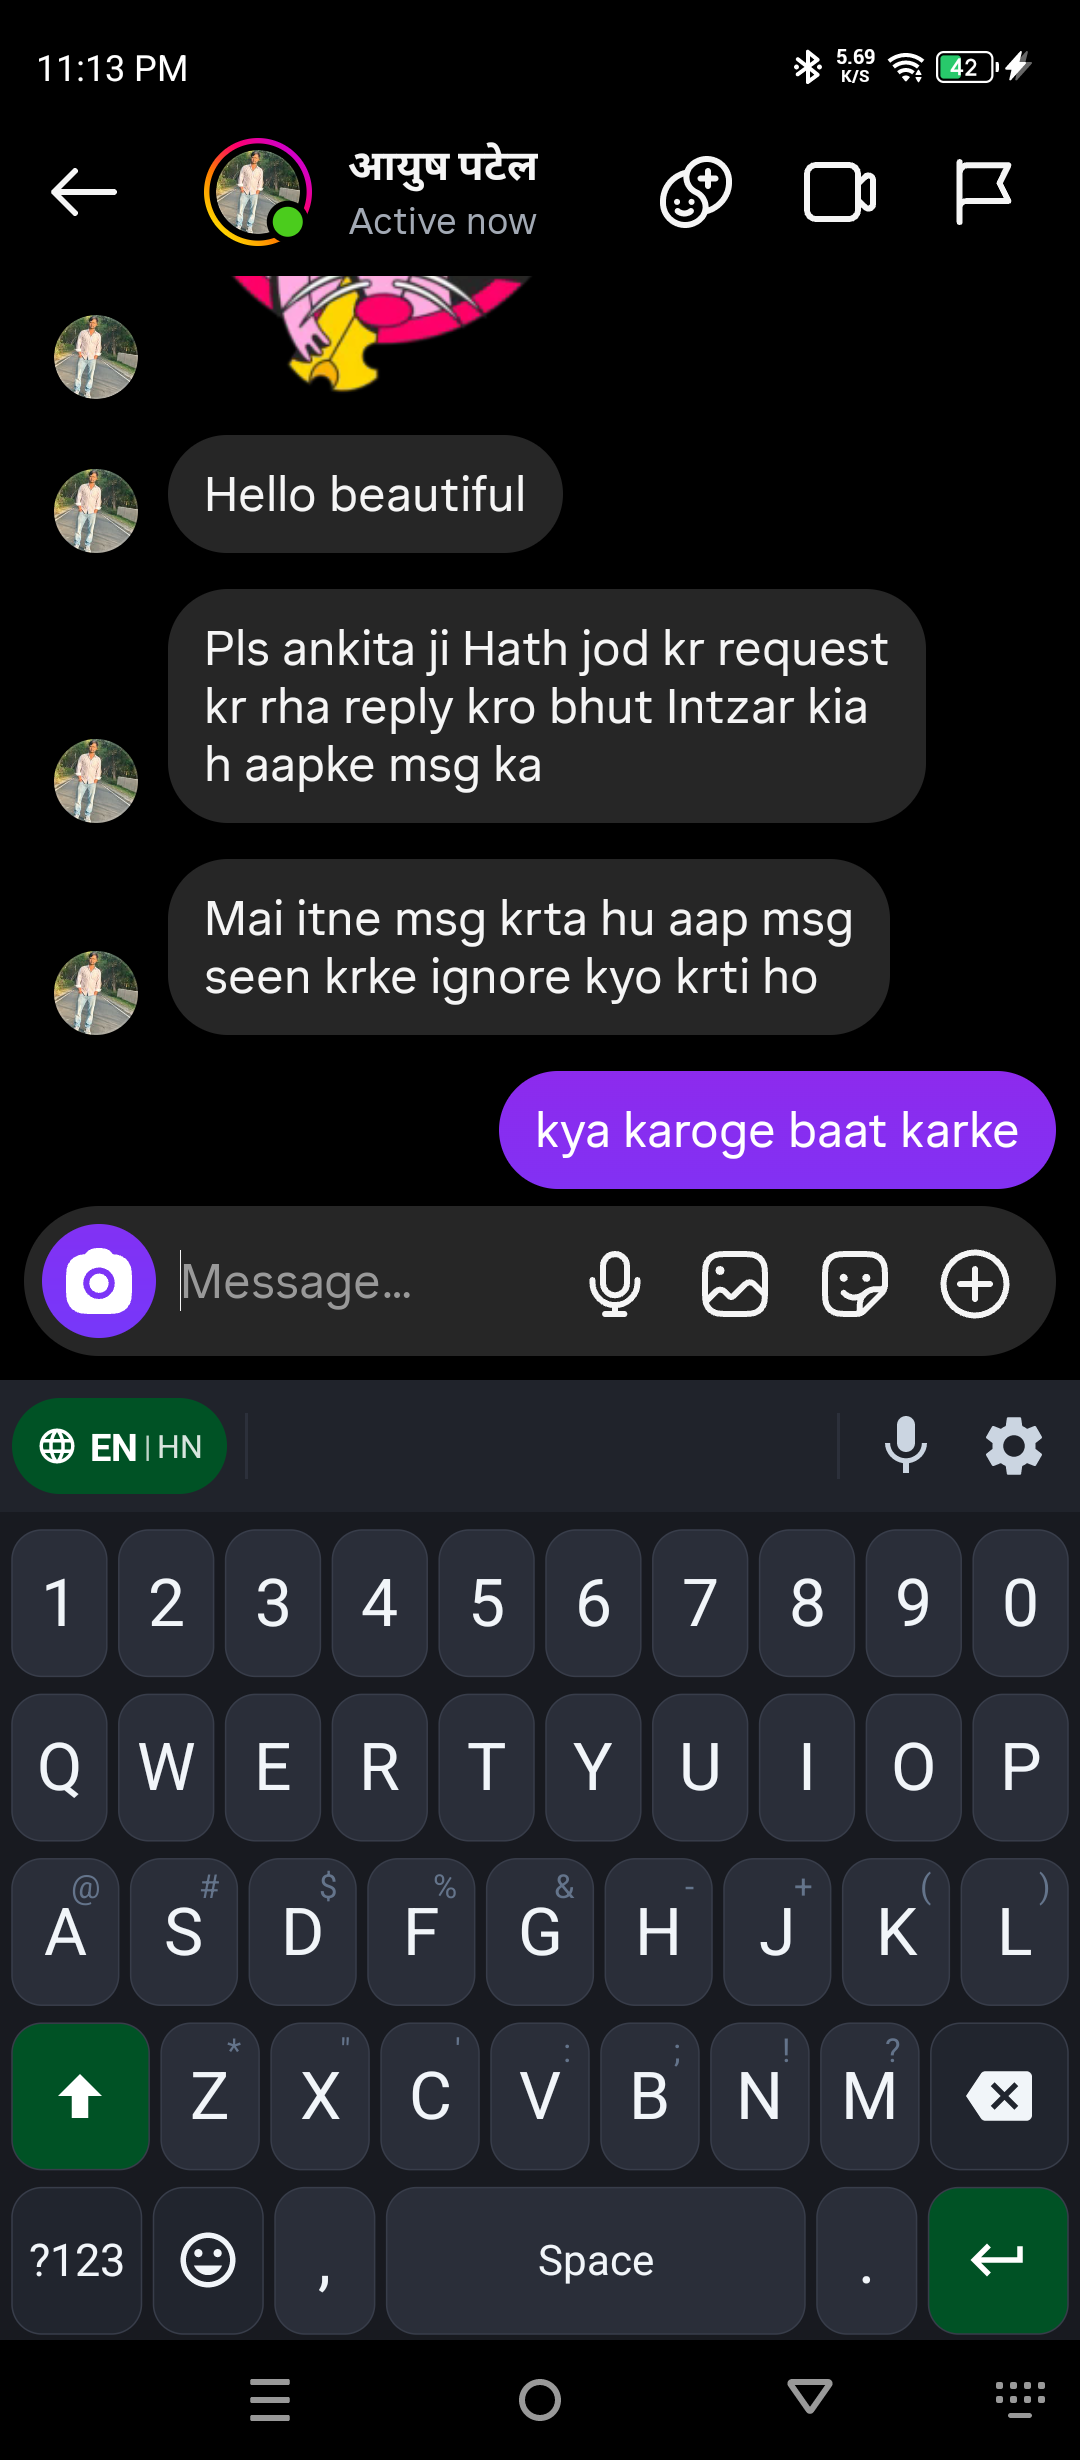 11:13 PM
5.69
K/S
42
आयुष पटेल
Active now
Hello beautiful
Pls ankita ji Hath jod kr request
kr rha reply kro bhut Intzar kia
h aapke msg ka
Mai itne msg krta hu aap msg
seen krke ignore kyo krti ho
kya karoge baat karke
Message...
EN | HN
1 2 3 4 5 6 7 8 9 0
Q W E R T Y U I O P
@ # $ % & - + ( )
A S D F G H J K L
* " ' : ; ! ?
Z X C V B N M
?123 , Space .